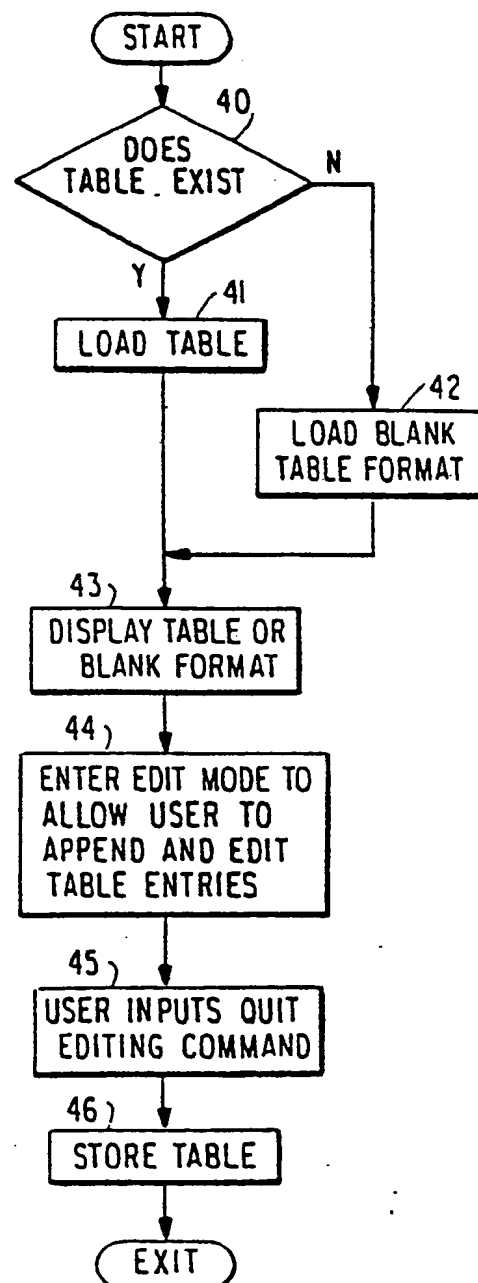 START
40
DOES
TABLE EXIST
N
Y
41
LOAD TABLE
42
LOAD BLANK
TABLE FORMAT
43
DISPLAY TABLE OR
BLANK FORMAT
44
ENTER EDIT MODE TO
ALLOW USER TO
APPEND AND EDIT
TABLE ENTRIES
45
USER INPUTS QUIT
EDITING COMMAND
46
STORE TABLE
EXIT